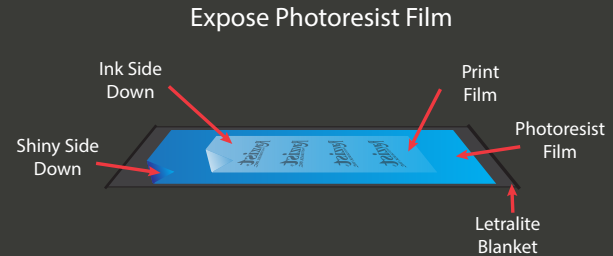 Expose Photoresist Film
Ink Side
Down
Print
Film
Shiny Side
Down
Photoresist
Film
Letralite
Blanket